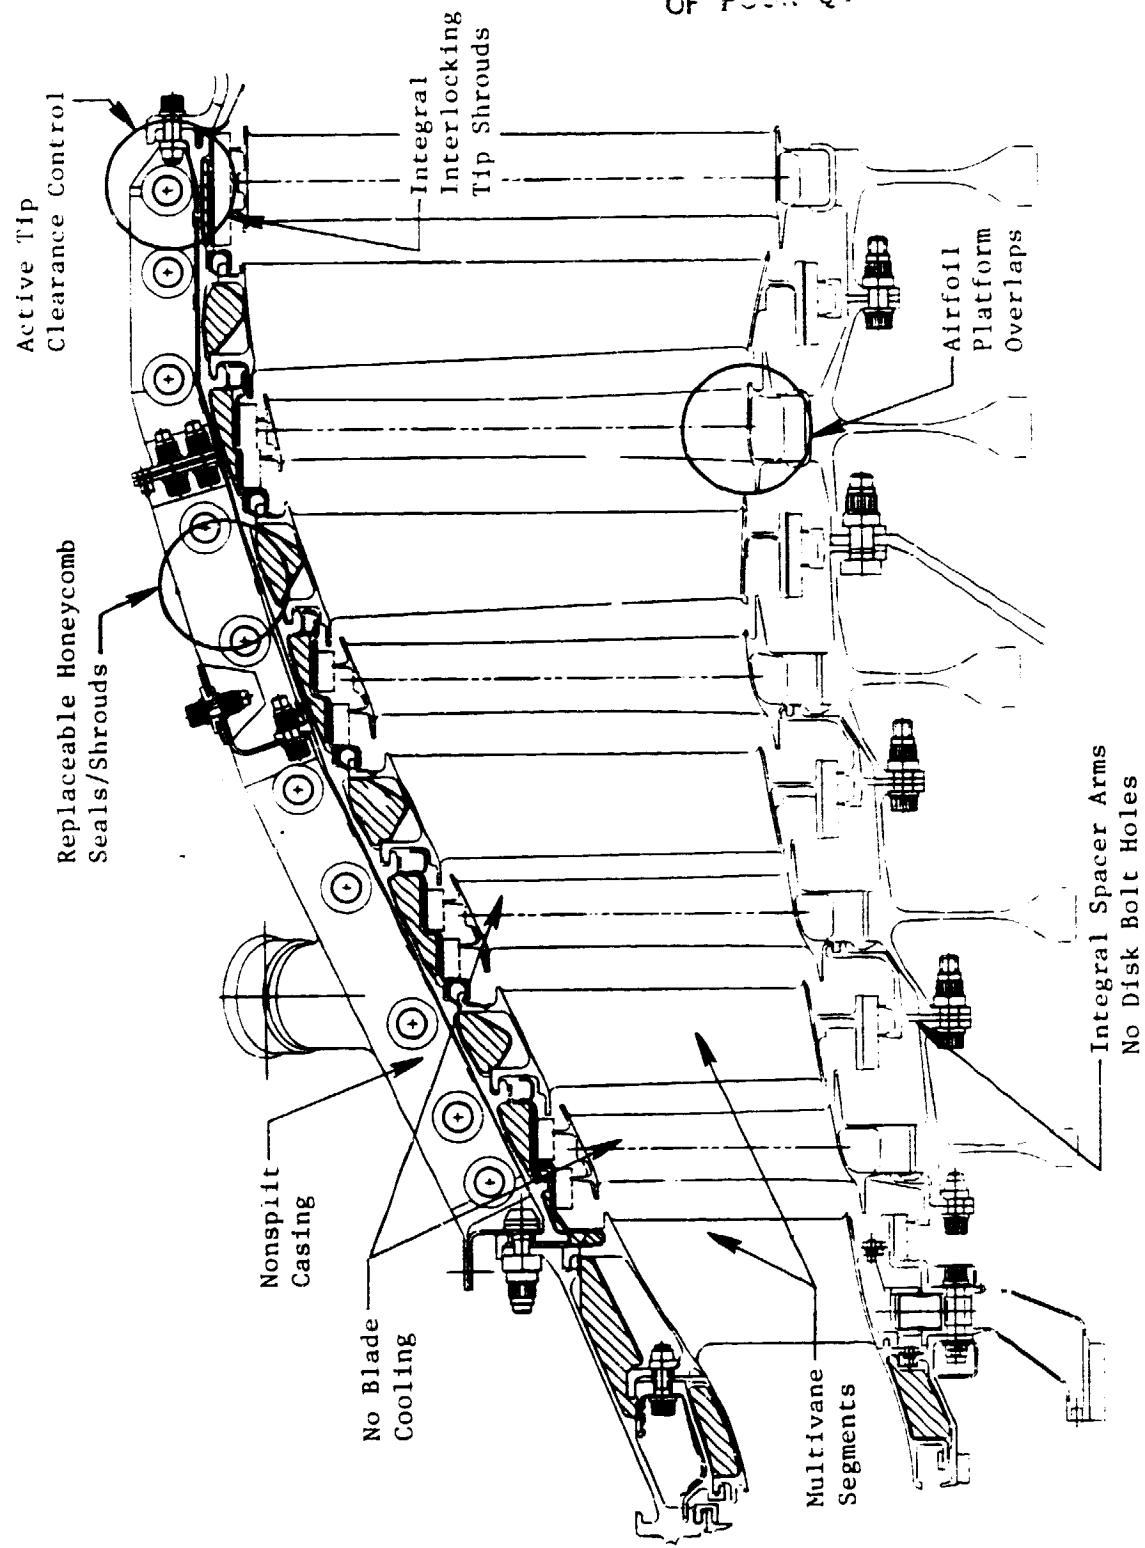 Active Tip
Clearance Control
Integral
Interlocking
Tip Shrouds
Replaceable Honeycomb
Seals/Shrouds
Airfoil
Platform
Overlaps
Nonsplit
Casing
No Blade
Cooling
Integral Spacer Arms
No Disk Bolt Holes
Multivane
Segments
OF